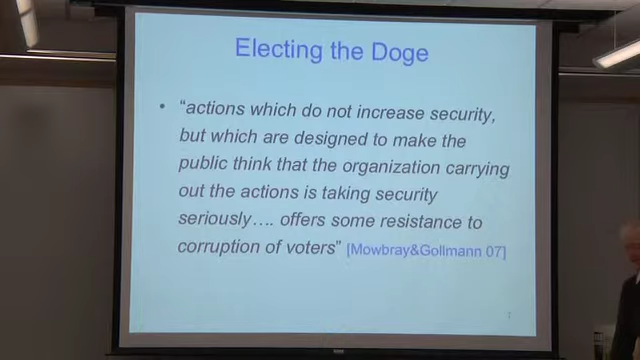 Electing the Doge
• “actions which do not increase security,
but which are designed to make the
public think that the organization carrying
out the actions is taking security
seriously…. offers some resistance to
corruption of voters” [Mowbray&Gollmann 07]